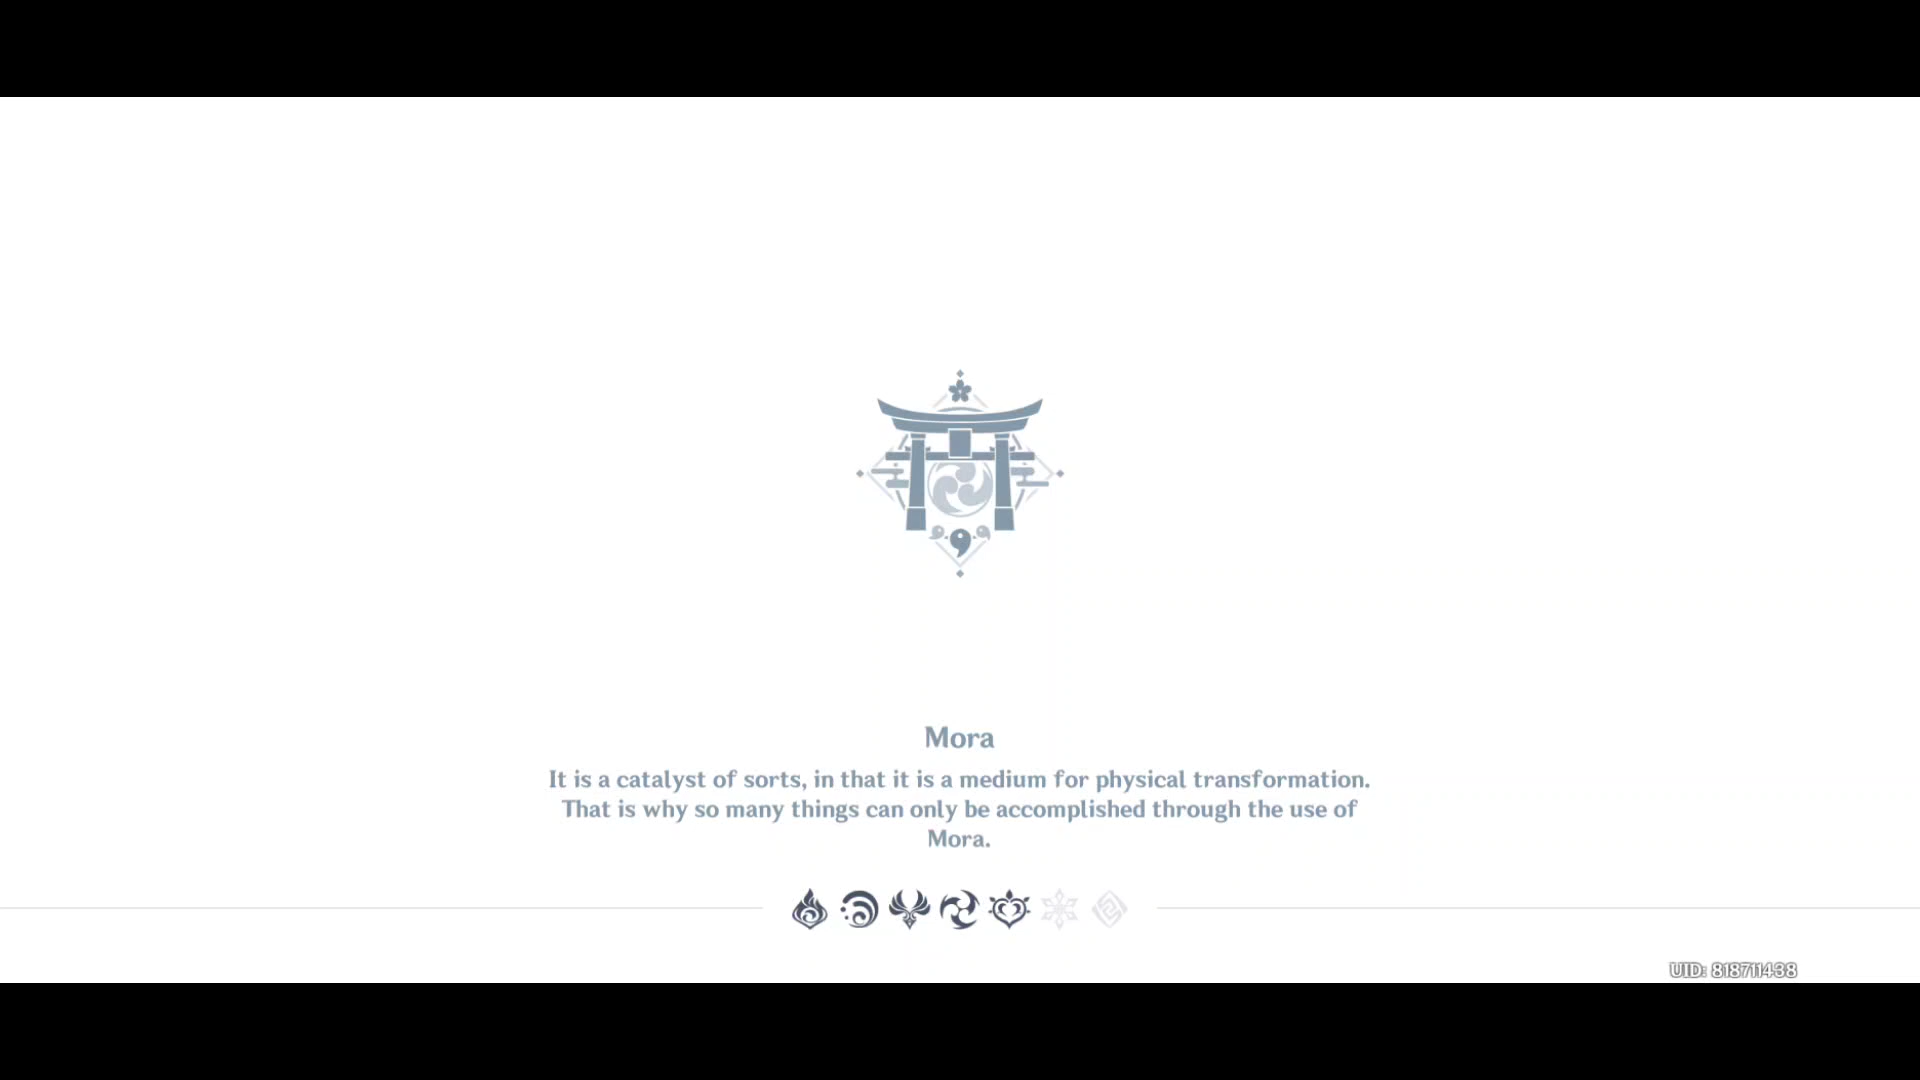 Mora
It is a catalyst of sorts, in that it is a medium for physical transformation.
That is why so many things can only be accomplished through the use of
Mora.
UID: 818711438